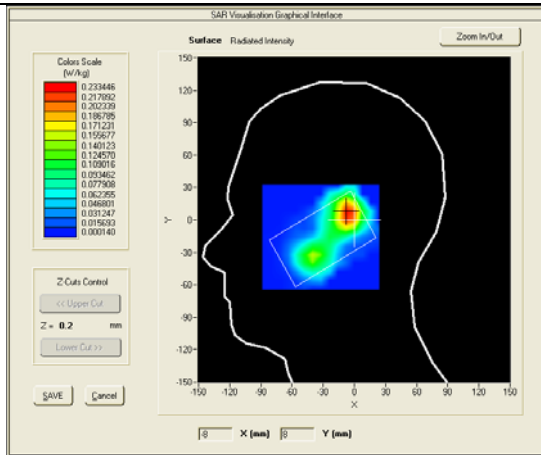 SAR Visualisation Graphical Interface
Surface Radiated Intensity
Zoom In/Out
Colors Scale
(W/kg)
0.233446
0.217892
0.202339
0.186785
0.171231
0.155677
0.140123
0.124570
0.109016
0.093462
0.077908
0.062355
0.046801
0.031247
0.015693
0.000140
150-
120-
90-
60-
30-
0-
-30-
-60-
-90-
-120-
-150-
Y
-150 -120 -90 -60 -30 0 30 60 90 120 150
X
Z Cuts Control
<< Upper Cut
Z = 0.2 mm
Lower Cut >>
SAVE Cancel
-8 X (mm) 8 Y (mm)